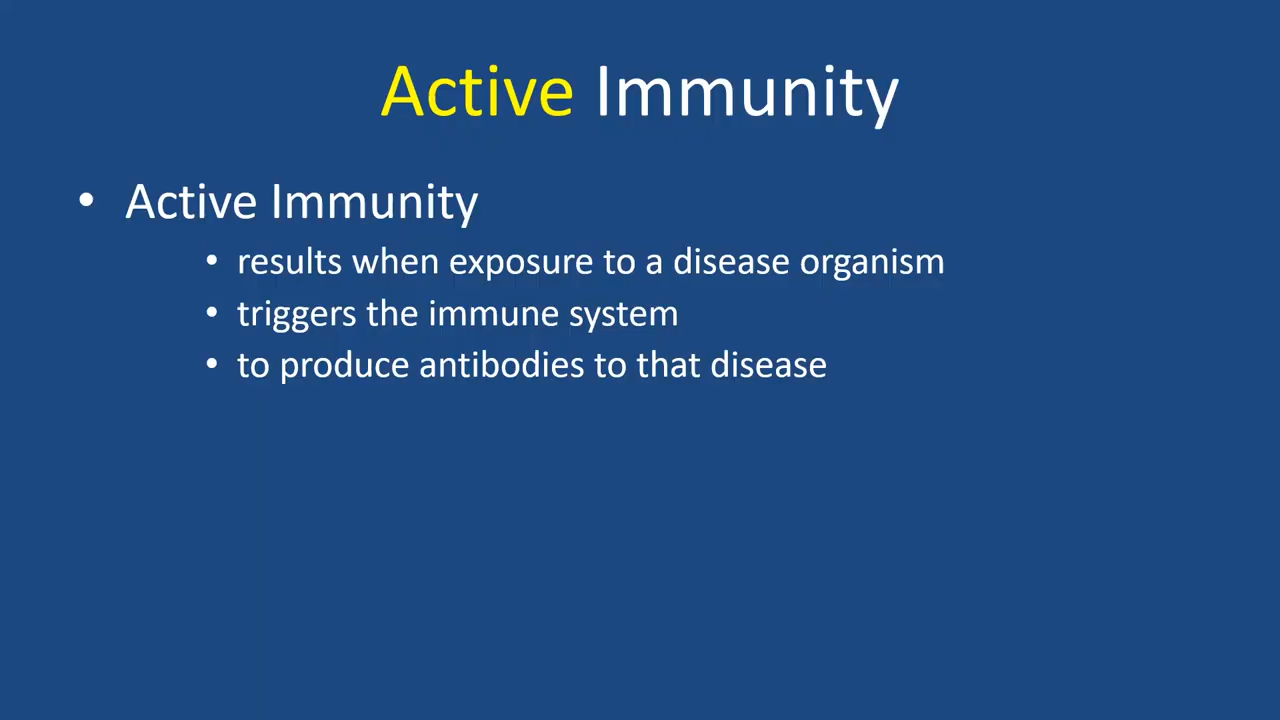 Active Immunity
• Active Immunity
• results when exposure to a disease organism
• triggers the immune system
• to produce antibodies to that disease